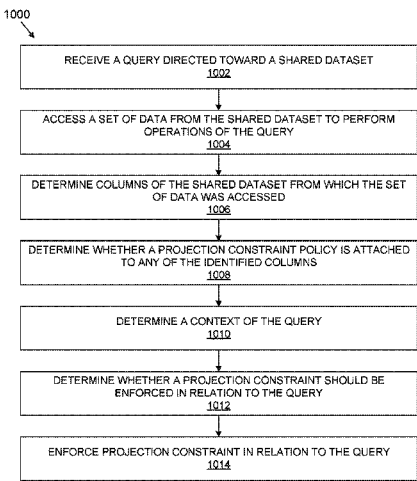 1000
RECEIVE A QUERY DIRECTED TOWARD A SHARED DATASET
1002
ACCESS A SET OF DATA FROM THE SHARED DATASET TO PERFORM
OPERATIONS OF THE QUERY
1004
DETERMINE COLUMNS OF THE SHARED DATASET FROM WHICH THE SET
OF DATA WAS ACCESSED
1006
DETERMINE WHETHER A PROJECTION CONSTRAINT POLICY IS ATTACHED
TO ANY OF THE IDENTIFIED COLUMNS
1008
DETERMINE A CONTEXT OF THE QUERY
1010
DETERMINE WHETHER A PROJECTION CONSTRAINT SHOULD BE
ENFORCED IN RELATION TO THE QUERY
1012
ENFORCE PROJECTION CONSTRAINT IN RELATION TO THE QUERY
1014